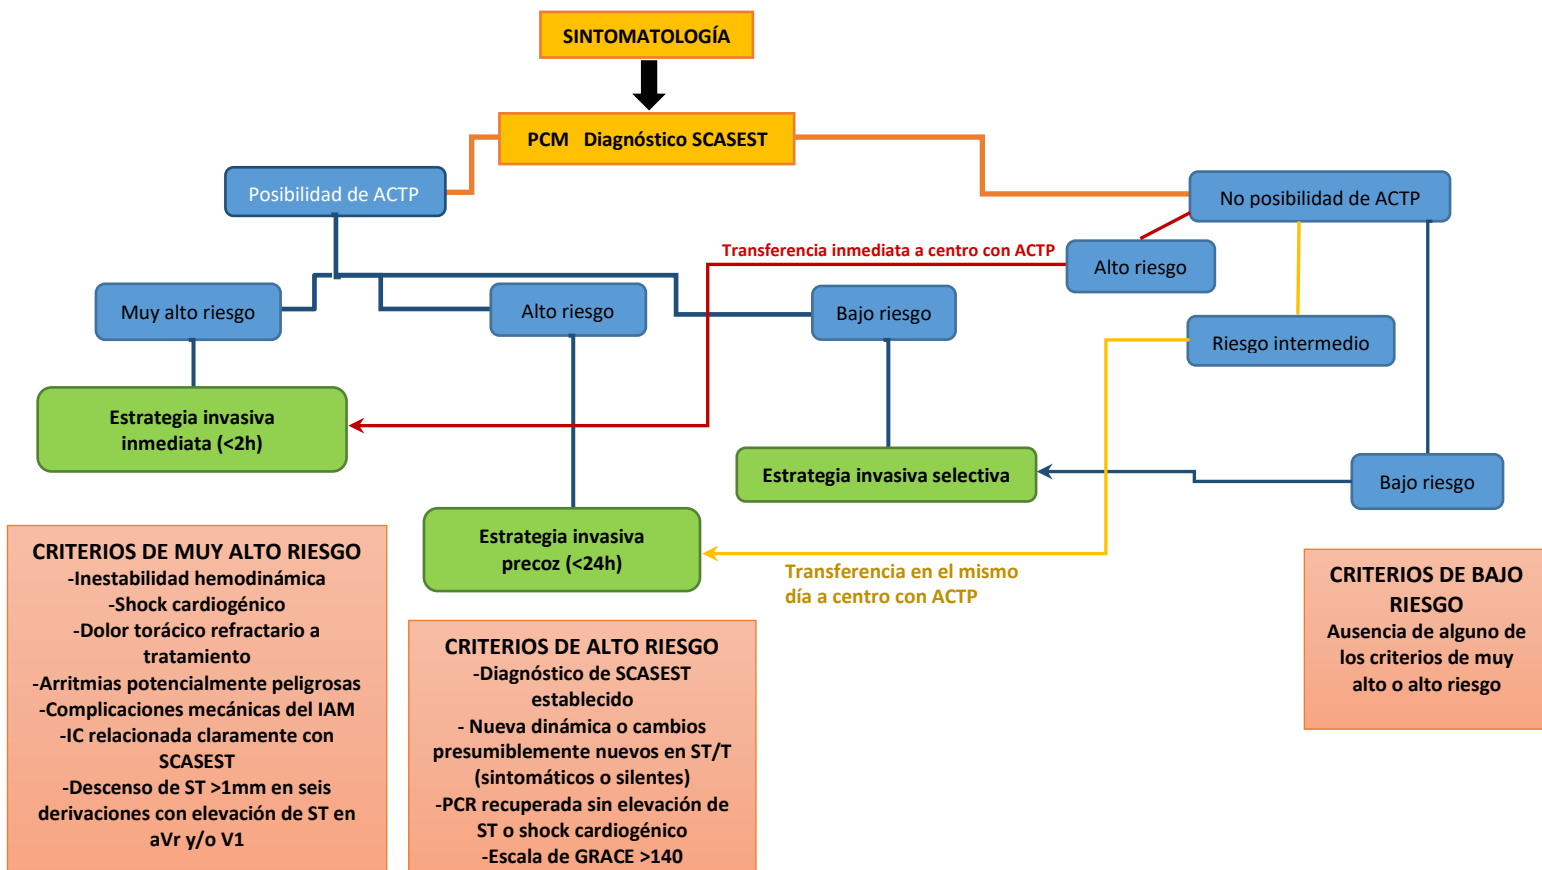 SINTOMATOLOGÍA
PCM   Diagnóstico SCASEST
Posibilidad de ACTP
No posibilidad de ACTP
Transferencia inmediata a centro con ACTP
Alto riesgo
Muy alto riesgo
Alto riesgo
Bajo riesgo
Riesgo intermedio
Estrategia invasiva
inmediata (<2h)
Estrategia invasiva selectiva
Bajo riesgo
Estrategia invasiva
precoz (<24h)
Transferencia en el mismo
día a centro con ACTP
CRITERIOS DE MUY ALTO RIESGO
-Inestabilidad hemodinámica
-Shock cardiogénico
-Dolor torácico refractario a
tratamiento
-Arritmias potencialmente peligrosas
-Complicaciones mecánicas del IAM
-IC relacionada claramente con
SCASEST
-Descenso de ST >1mm en seis
derivaciones con elevación de ST en
aVr y/o V1
CRITERIOS DE ALTO RIESGO
-Diagnóstico de SCASEST
establecido
- Nueva dinámica o cambios
presumiblemente nuevos en ST/T
(sintomáticos o silentes)
-PCR recuperada sin elevación de
ST o shock cardiogénico
-Escala de GRACE >140
CRITERIOS DE BAJO
RIESGO
Ausencia de alguno de
los criterios de muy
alto o alto riesgo